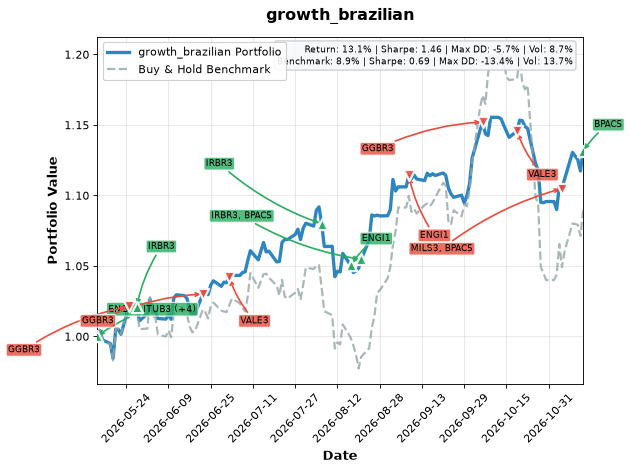 growth_brazilian
growth_brazilian Portfolio
Buy & Hold Benchmark
Return: 13.1% | Sharpe: 1.46 | Max DD: -5.7% | Vol: 8.7%
Benchmark: 8.9% | Sharpe: 0.69 | Max DD: -13.4% | Vol: 13.7%
1.20
1.15
1.10
1.05
1.00
Portfolio Value
BPAC5
GGBR3
IRBR3
VALE3
IRBR3, BPAC5
ENGI1
ENGI1
IRBR3
MILS3, BPAC5
ITUB3 (+4)
GGBR3
VALE3
GGBR3
2026-05-24
2026-06-09
2026-06-25
2026-07-11
2026-07-27
2026-08-12
2026-08-28
2026-09-13
2026-09-29
2026-10-15
2026-10-31
Date